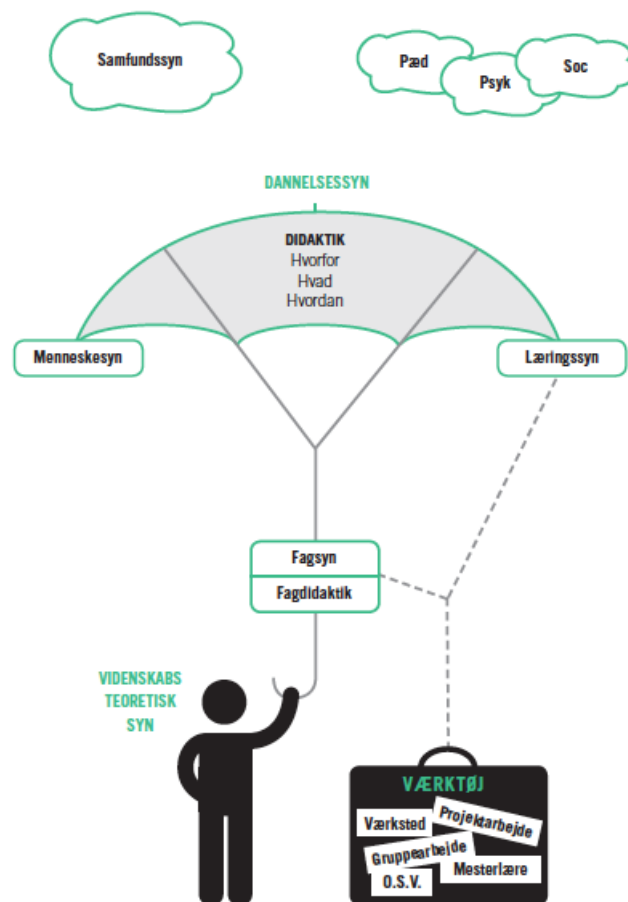 Samfundssyn
Pæd
Psyk
Soc
DANNELSESSYN
DIDAKTIK
Hvorfor
Hvad
Hvordan
Menneskesyn
Læringssyn
Fagsyn
Fagdidaktik
VIDENSKABS
TEORETISK
SYN
VÆRKTØJ
Værksted
Projektarbejde
Gruppearbejde
Mesterlære
O.S.V.